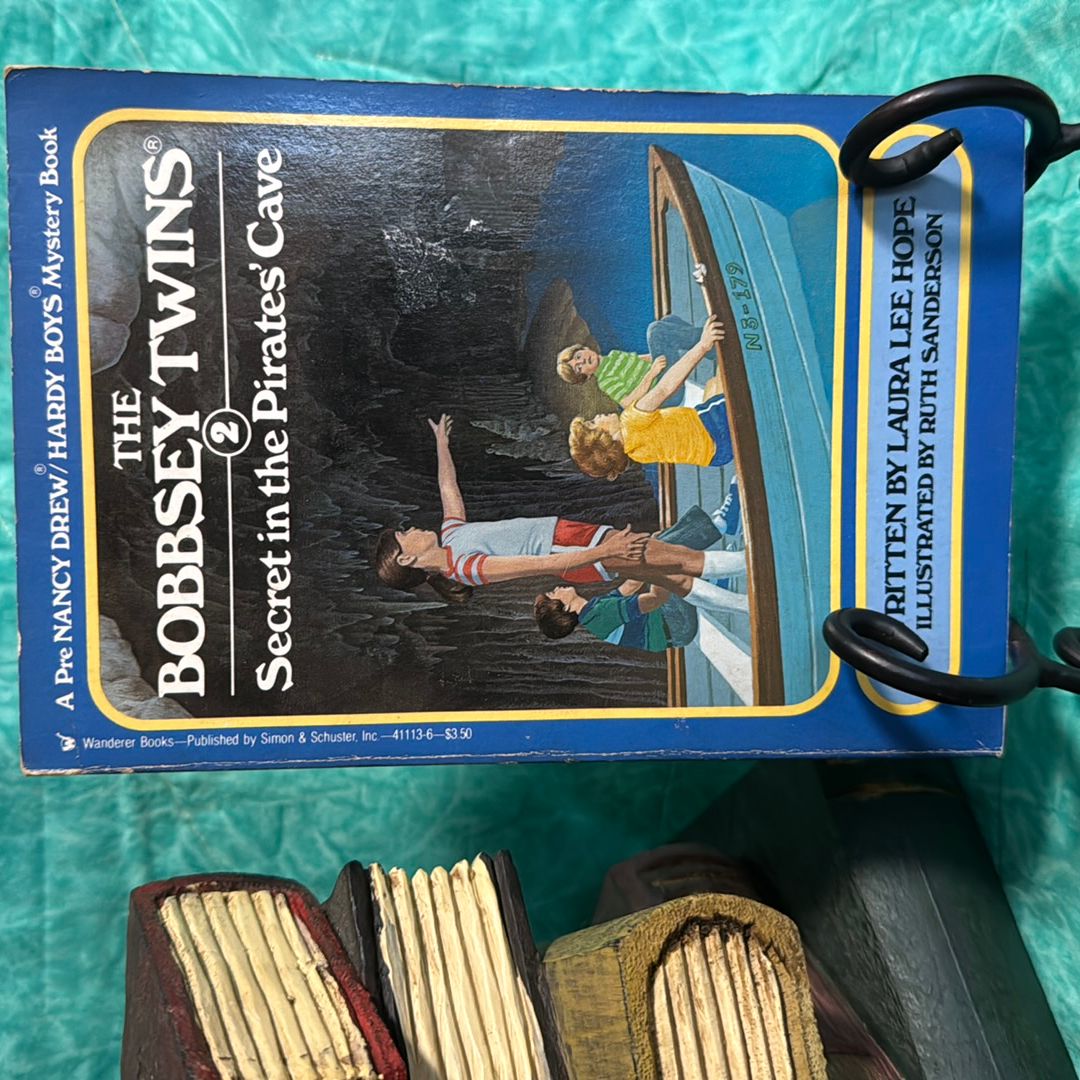 A Pre NANCY DREW®/ HARDY BOYS® Mystery Book
THE
BOBBSEY TWINS®
2
Secret in the Pirates' Cave
N5-179
RITTEN BY LAURA LEE HOPE
ILLUSTRATED BY RUTH SANDERSON
W Wanderer Books—Published by Simon & Schuster, Inc.—41113-6—$3.50